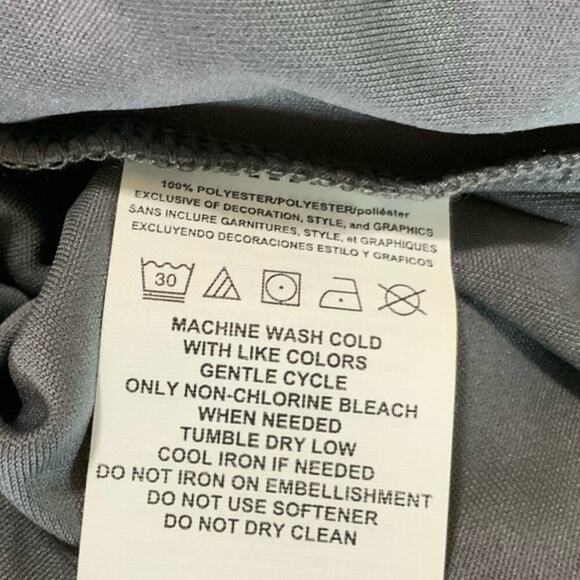 100% POLYESTER/POLYESTER/poliéster
EXCLUSIVE OF DECORATION, STYLE, and GRAPHICS
SANS INCLURE GARNITURES, STYLE, et GRAPHIQUES
EXCLUYENDO DECORACIONES ESTILO Y GRAFICOS
30
MACHINE WASH COLD
WITH LIKE COLORS
GENTLE CYCLE
ONLY NON-CHLORINE BLEACH
WHEN NEEDED
TUMBLE DRY LOW
COOL IRON IF NEEDED
DO NOT IRON ON EMBELLISHMENT
DO NOT USE SOFTENER
DO NOT DRY CLEAN